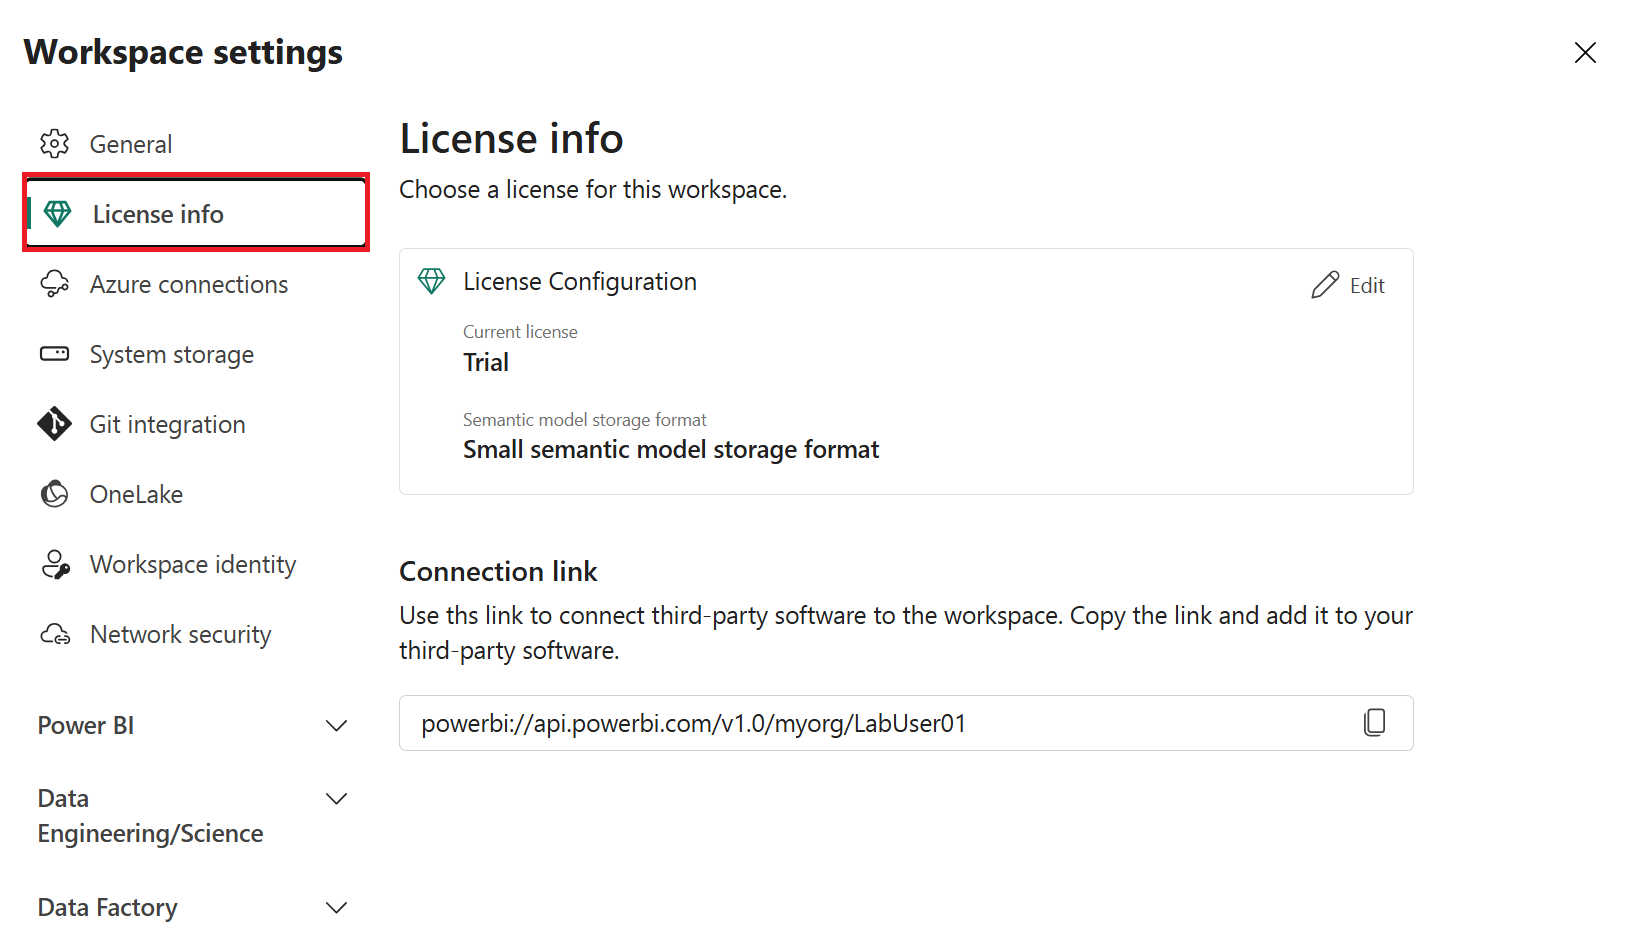 Workspace settings
General
License info
Azure connections
System storage
Git integration
OneLake
Workspace identity
Network security
Power BI
Data
Engineering/Science
Data Factory
License info
Choose a license for this workspace.
License Configuration
Edit
Current license
Trial
Semantic model storage format
Small semantic model storage format
Connection link
Use ths link to connect third-party software to the workspace. Copy the link and add it to your
third-party software.
powerbi://api.powerbi.com/v1.0/myorg/LabUser01